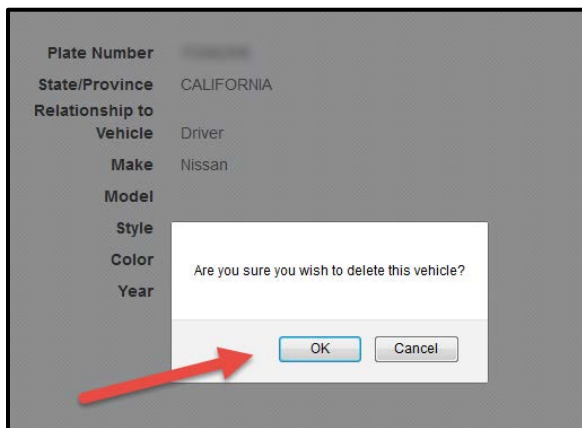 Plate Number
State/Province CALIFORNIA
Relationship to
Vehicle Driver
Make Nissan
Model
Style
Color
Year
Are you sure you wish to delete this vehicle?
OK Cancel